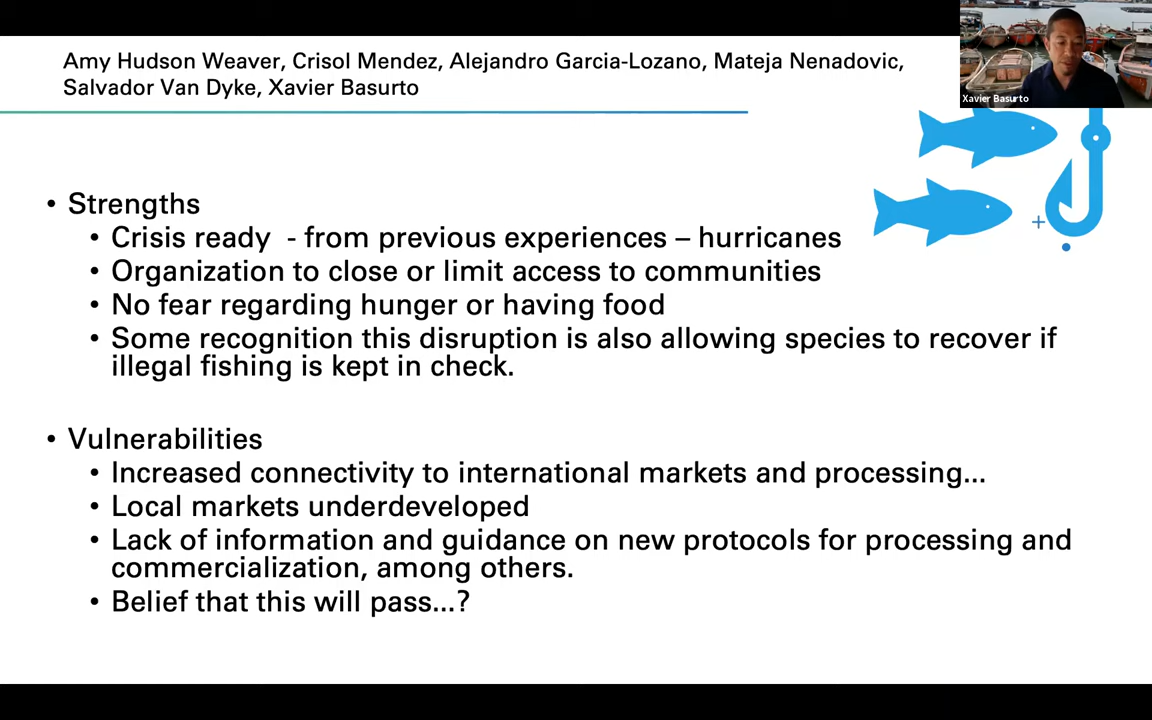 Amy Hudson Weaver, Crisol Mendez, Alejandro Garcia-Lozano, Mateja Nenadovic,
Salvador Van Dyke, Xavier Basurto
Xavier Basurto
• Strengths
• Crisis ready  - from previous experiences – hurricanes
• Organization to close or limit access to communities
• No fear regarding hunger or having food
• Some recognition this disruption is also allowing species to recover if
illegal fishing is kept in check.
• Vulnerabilities
• Increased connectivity to international markets and processing...
• Local markets underdeveloped
• Lack of information and guidance on new protocols for processing and
commercialization, among others.
• Belief that this will pass...?